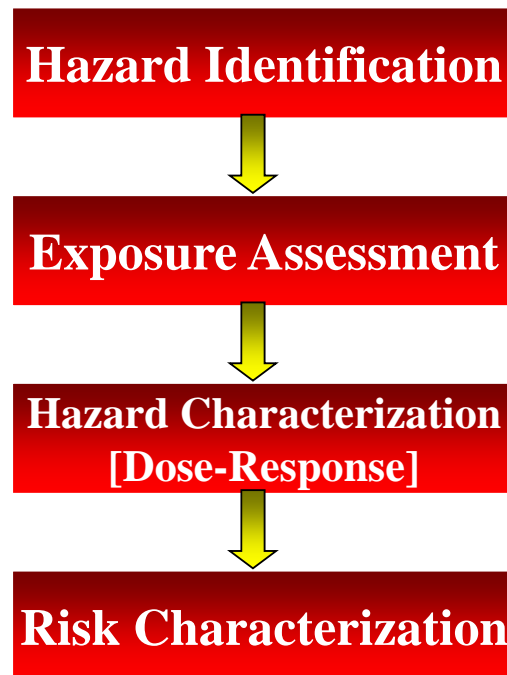 Hazard Identification
Exposure Assessment
Hazard Characterization
[Dose-Response]
Risk Characterization